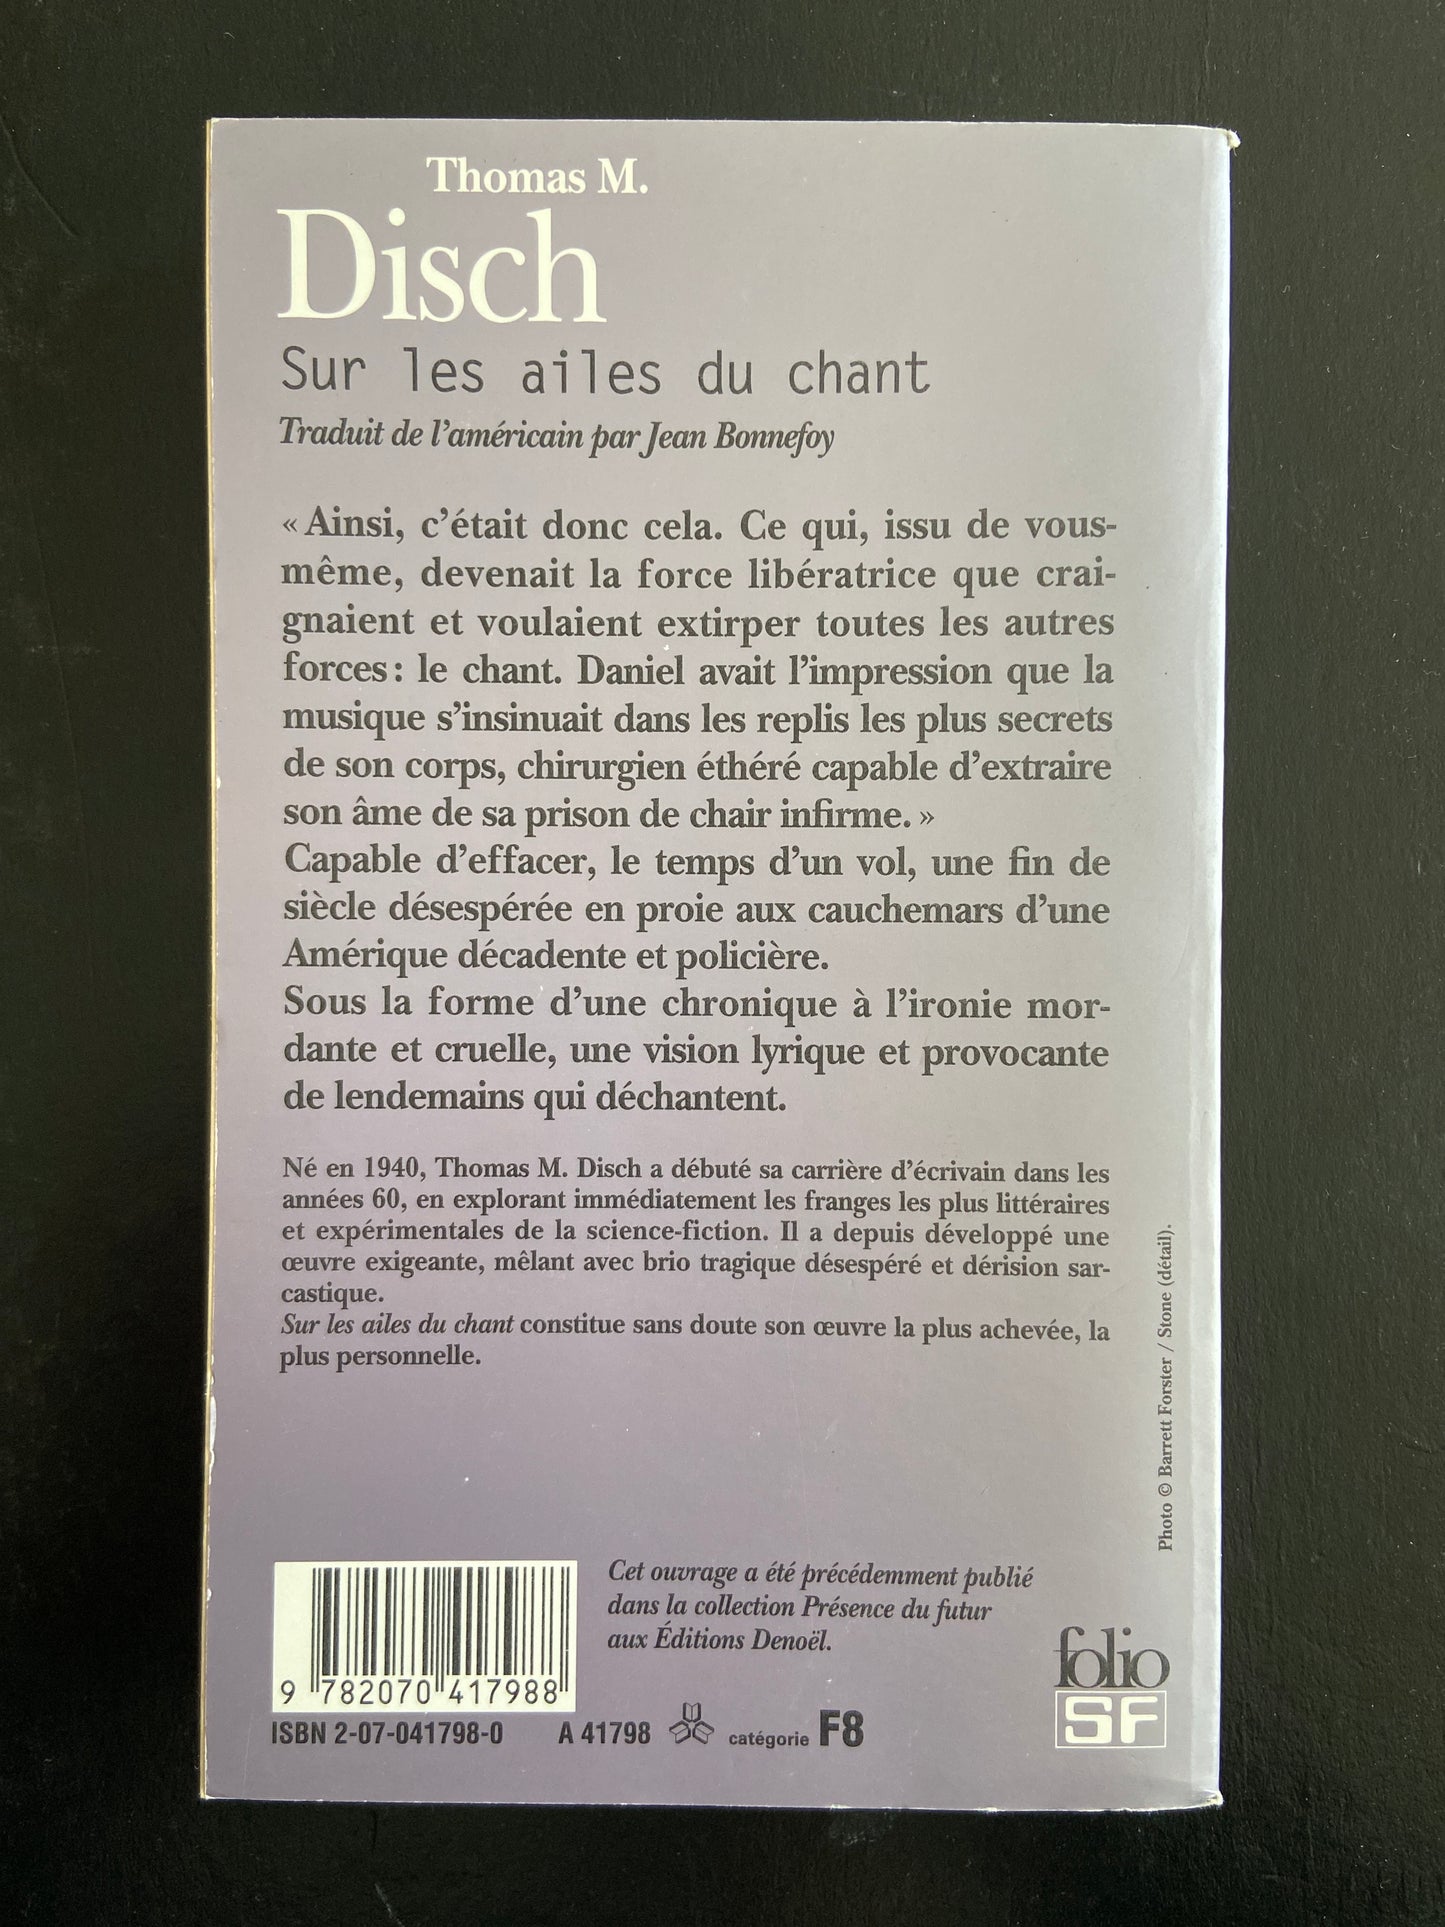 Thomas M.
Disch
Sur les ailes du chant
Traduit de l'américain par Jean Bonnefoy
« Ainsi, c'était donc cela. Ce qui, issu de vous-
même, devenait la force libératrice que crai-
gnaient et voulaient extirper toutes les autres
forces : le chant. Daniel avait l'impression que la
musique s'insinuait dans les replis les plus secrets
de son corps, chirurgien éthéré capable d'extraire
son âme de sa prison de chair infirme. »
Capable d'effacer, le temps d'un vol, une fin de
siècle désespérée en proie aux cauchemars d'une
Amérique décadente et policière.
Sous la forme d'une chronique à l'ironie mor-
dante et cruelle, une vision lyrique et provocante
de lendemains qui déchantent.
Né en 1940, Thomas M. Disch a débuté sa carrière d'écrivain dans les
années 60, en explorant immédiatement les franges les plus littéraires
et expérimentales de la science-fiction. Il a depuis développé une
œuvre exigeante, mêlant avec brio tragique désespéré et dérision sar-
castique.
Sur les ailes du chant constitue sans doute son œuvre la plus achevée, la
plus personnelle.
Photo © Barrett Forster / Stone (détail).
Cet ouvrage a été précédemment publié
dans la collection Présence du futur
aux Éditions Denoël.
9 782070 417988
ISBN 2-07-041798-0 A 41798 catégorie F8
folio
SF